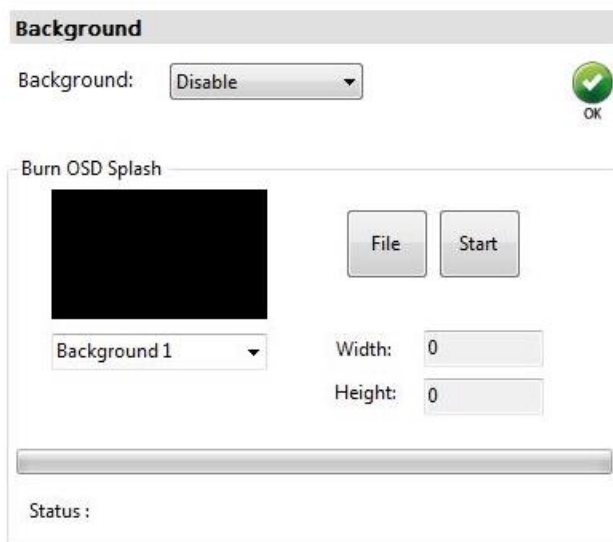 Background
Background: Disable
OK
Burn OSD Splash
File Start
Background 1
Width: 0
Height: 0
Status :